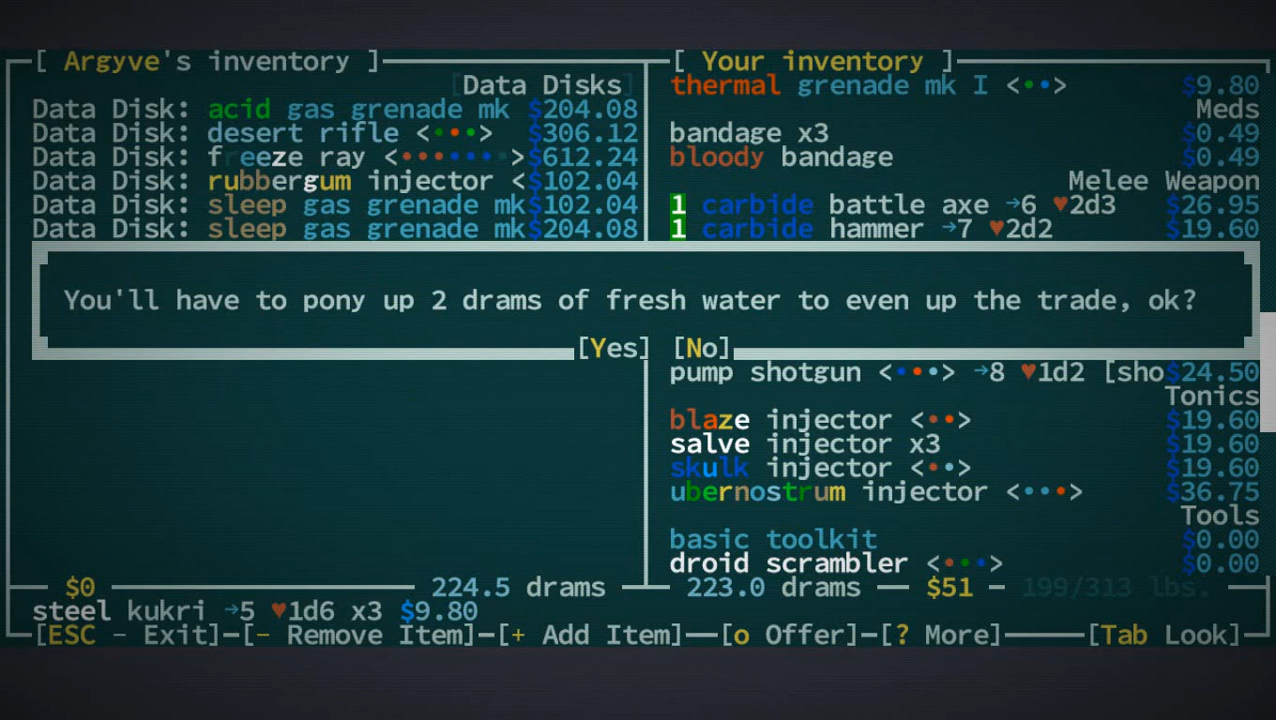 [ Argyve's inventory ]
[Data Disks]
Data Disk: acid gas grenade mk $204.08
Data Disk: desert rifle <•••> $306.12
Data Disk: freeze ray <•••••••> $612.24
Data Disk: rubbergum injector <$102.04
Data Disk: sleep gas grenade mk$102.04
Data Disk: sleep gas grenade mk$204.08
[ Your inventory ]
thermal grenade mk I <••> $9.80
Meds
bandage x3 $0.49
bloody bandage $0.49
Melee Weapon
1 carbide battle axe →6 ♥2d3 $26.95
1 carbide hammer →7 ♥2d2 $19.60
You'll have to pony up 2 drams of fresh water to even up the trade, ok?
[Yes] [No]
pump shotgun <•••> →8 ♥1d2 [sho$24.50
Tonics
blaze injector <••> $19.60
salve injector x3 $19.60
skulk injector <••> $19.60
ubernostrum injector <•••> $36.75
Tools
basic toolkit $0.00
droid scrambler <•••> $0.00
$0 224.5 drams 223.0 drams — $51 — 199/313 lbs.
steel kukri →5 ♥1d6 x3 $9.80
[ESC - Exit]—[- Remove Item]—[+ Add Item]—[o Offer]—[? More] [Tab Look]